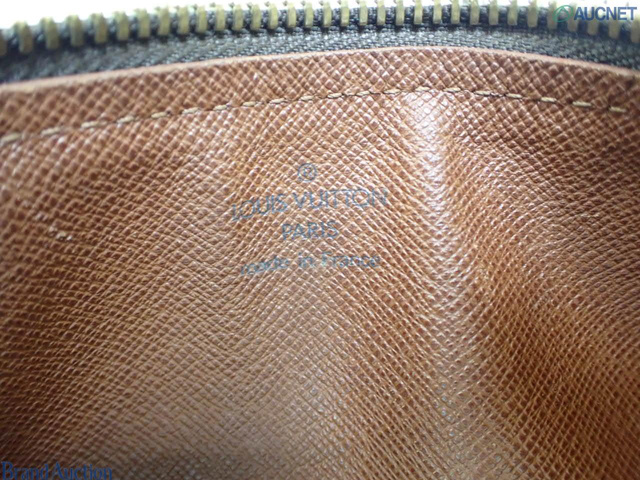 AUCNET
®
LOUIS VUITTON
PARIS
made in France
Brand Auction